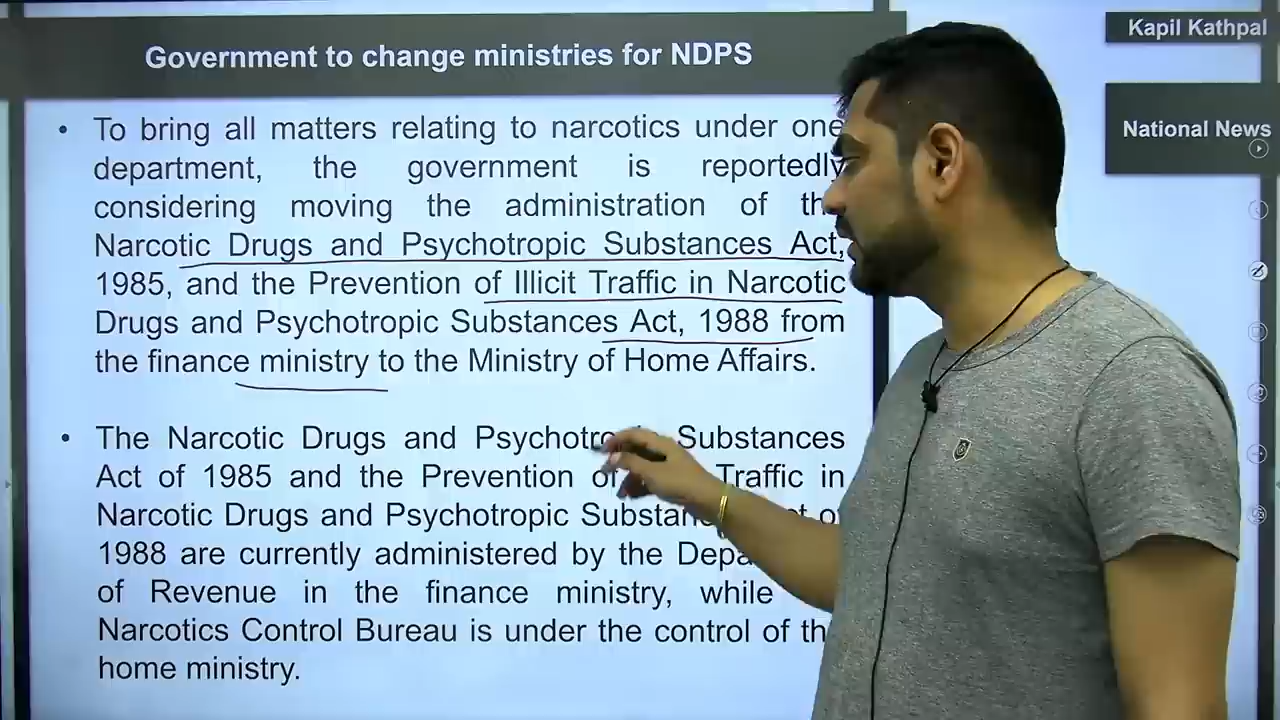 Government to change ministries for NDPS
Kapil Kathpal
National News
• To bring all matters relating to narcotics under one
department, the government is reportedly
considering moving the administration of
Narcotic Drugs and Psychotropic Substances Act,
1985, and the Prevention of Illicit Traffic in Narcotic
Drugs and Psychotropic Substances Act, 1988 from
the finance ministry to the Ministry of Home Affairs.
• The Narcotic Drugs and Substances
Act of 1985 and the Prevention of Traffic in
Narcotic Drugs and Psychotropic of
1988 are currently administered by the
of Revenue in the finance ministry, while
Narcotics Control Bureau is under the control of
home ministry.